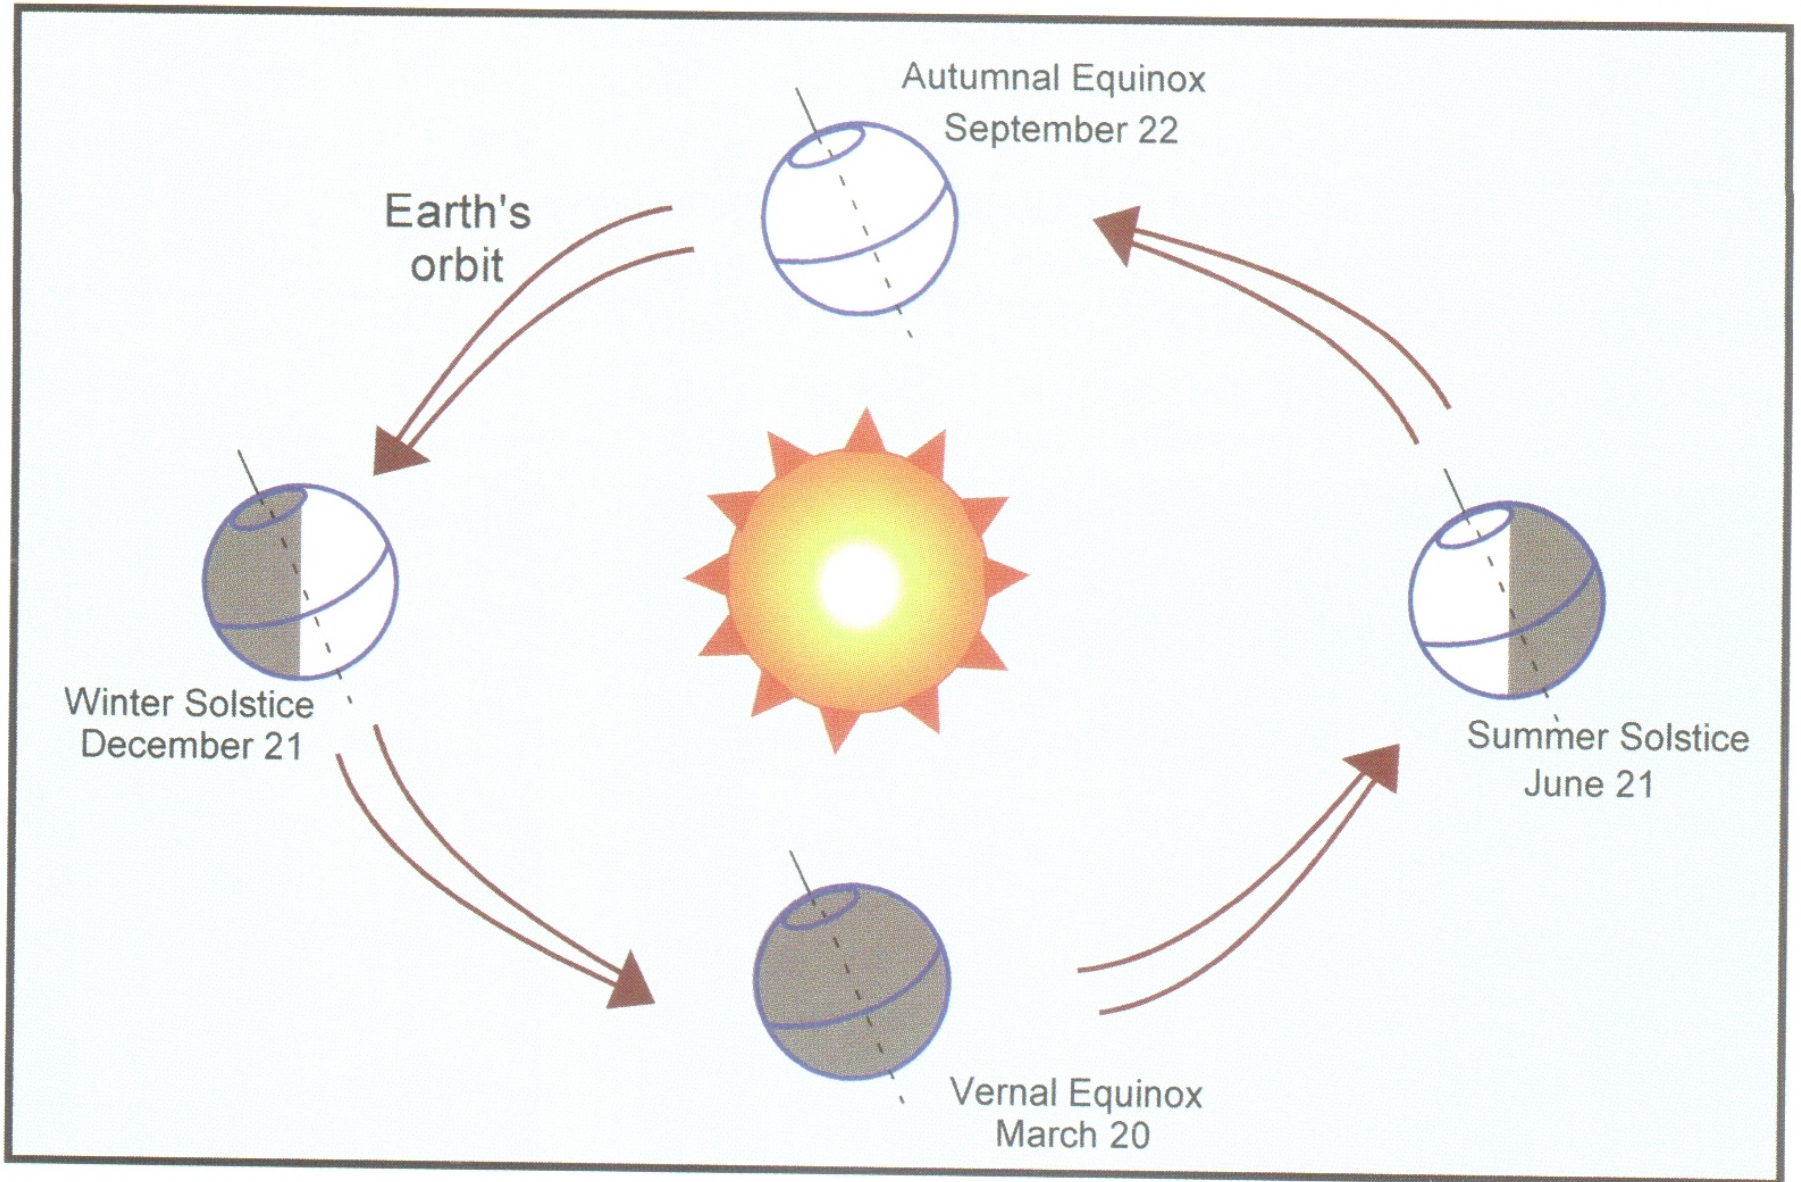 Autumnal Equinox
September 22
Earth's
orbit
Winter Solstice
December 21
Summer Solstice
June 21
Vernal Equinox
March 20